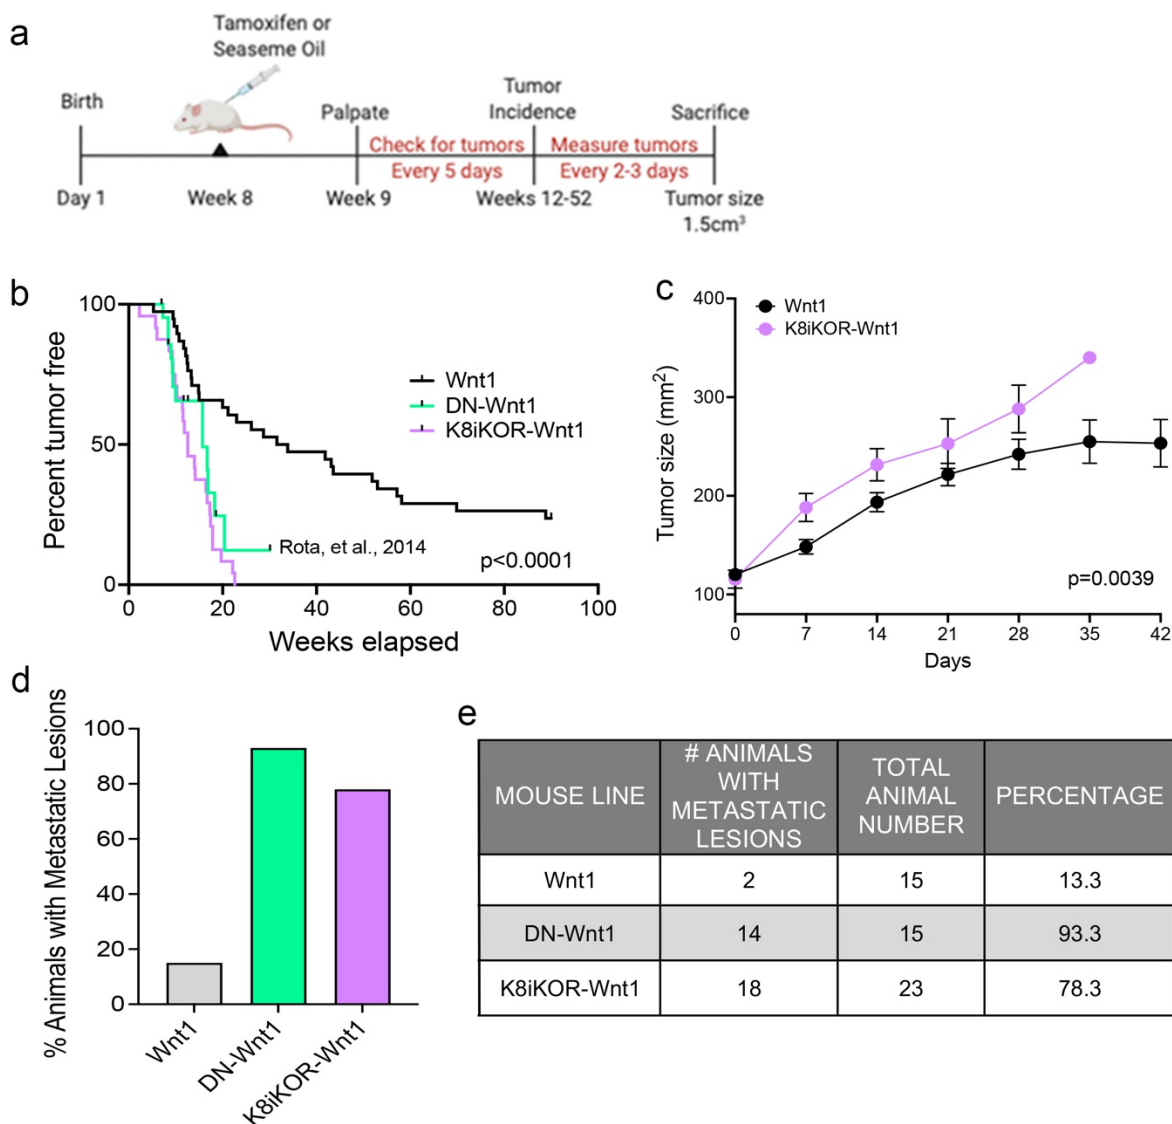 a
Tamoxifen or
Seaseme Oil
Birth
Palpate
Tumor
Incidence
Sacrifice
Check for tumors
Measure tumors
Every 5 days
Every 2-3 days
Day 1
Week 8
Week 9
Weeks 12-52
Tumor size
1.5cm³
b
Percent tumor free
100
50
0
Wnt1
DN-Wnt1
K8iKOR-Wnt1
Rota, et al., 2014
p<0.0001
0 20 40 60 80 100
Weeks elapsed
c
Tumor size (mm²)
400
300
200
100
Wnt1
K8iKOR-Wnt1
p=0.0039
0 7 14 21 28 35 42
Days
d
% Animals with Metastatic Lesions
100
80
60
40
20
0
Wnt1
DN-Wnt1
K8iKOR-Wnt1
e
MOUSE LINE
# ANIMALS
WITH
METASTATIC
LESIONS
TOTAL
ANIMAL
NUMBER
PERCENTAGE
Wnt1 2 15 13.3
DN-Wnt1 14 15 93.3
K8iKOR-Wnt1 18 23 78.3